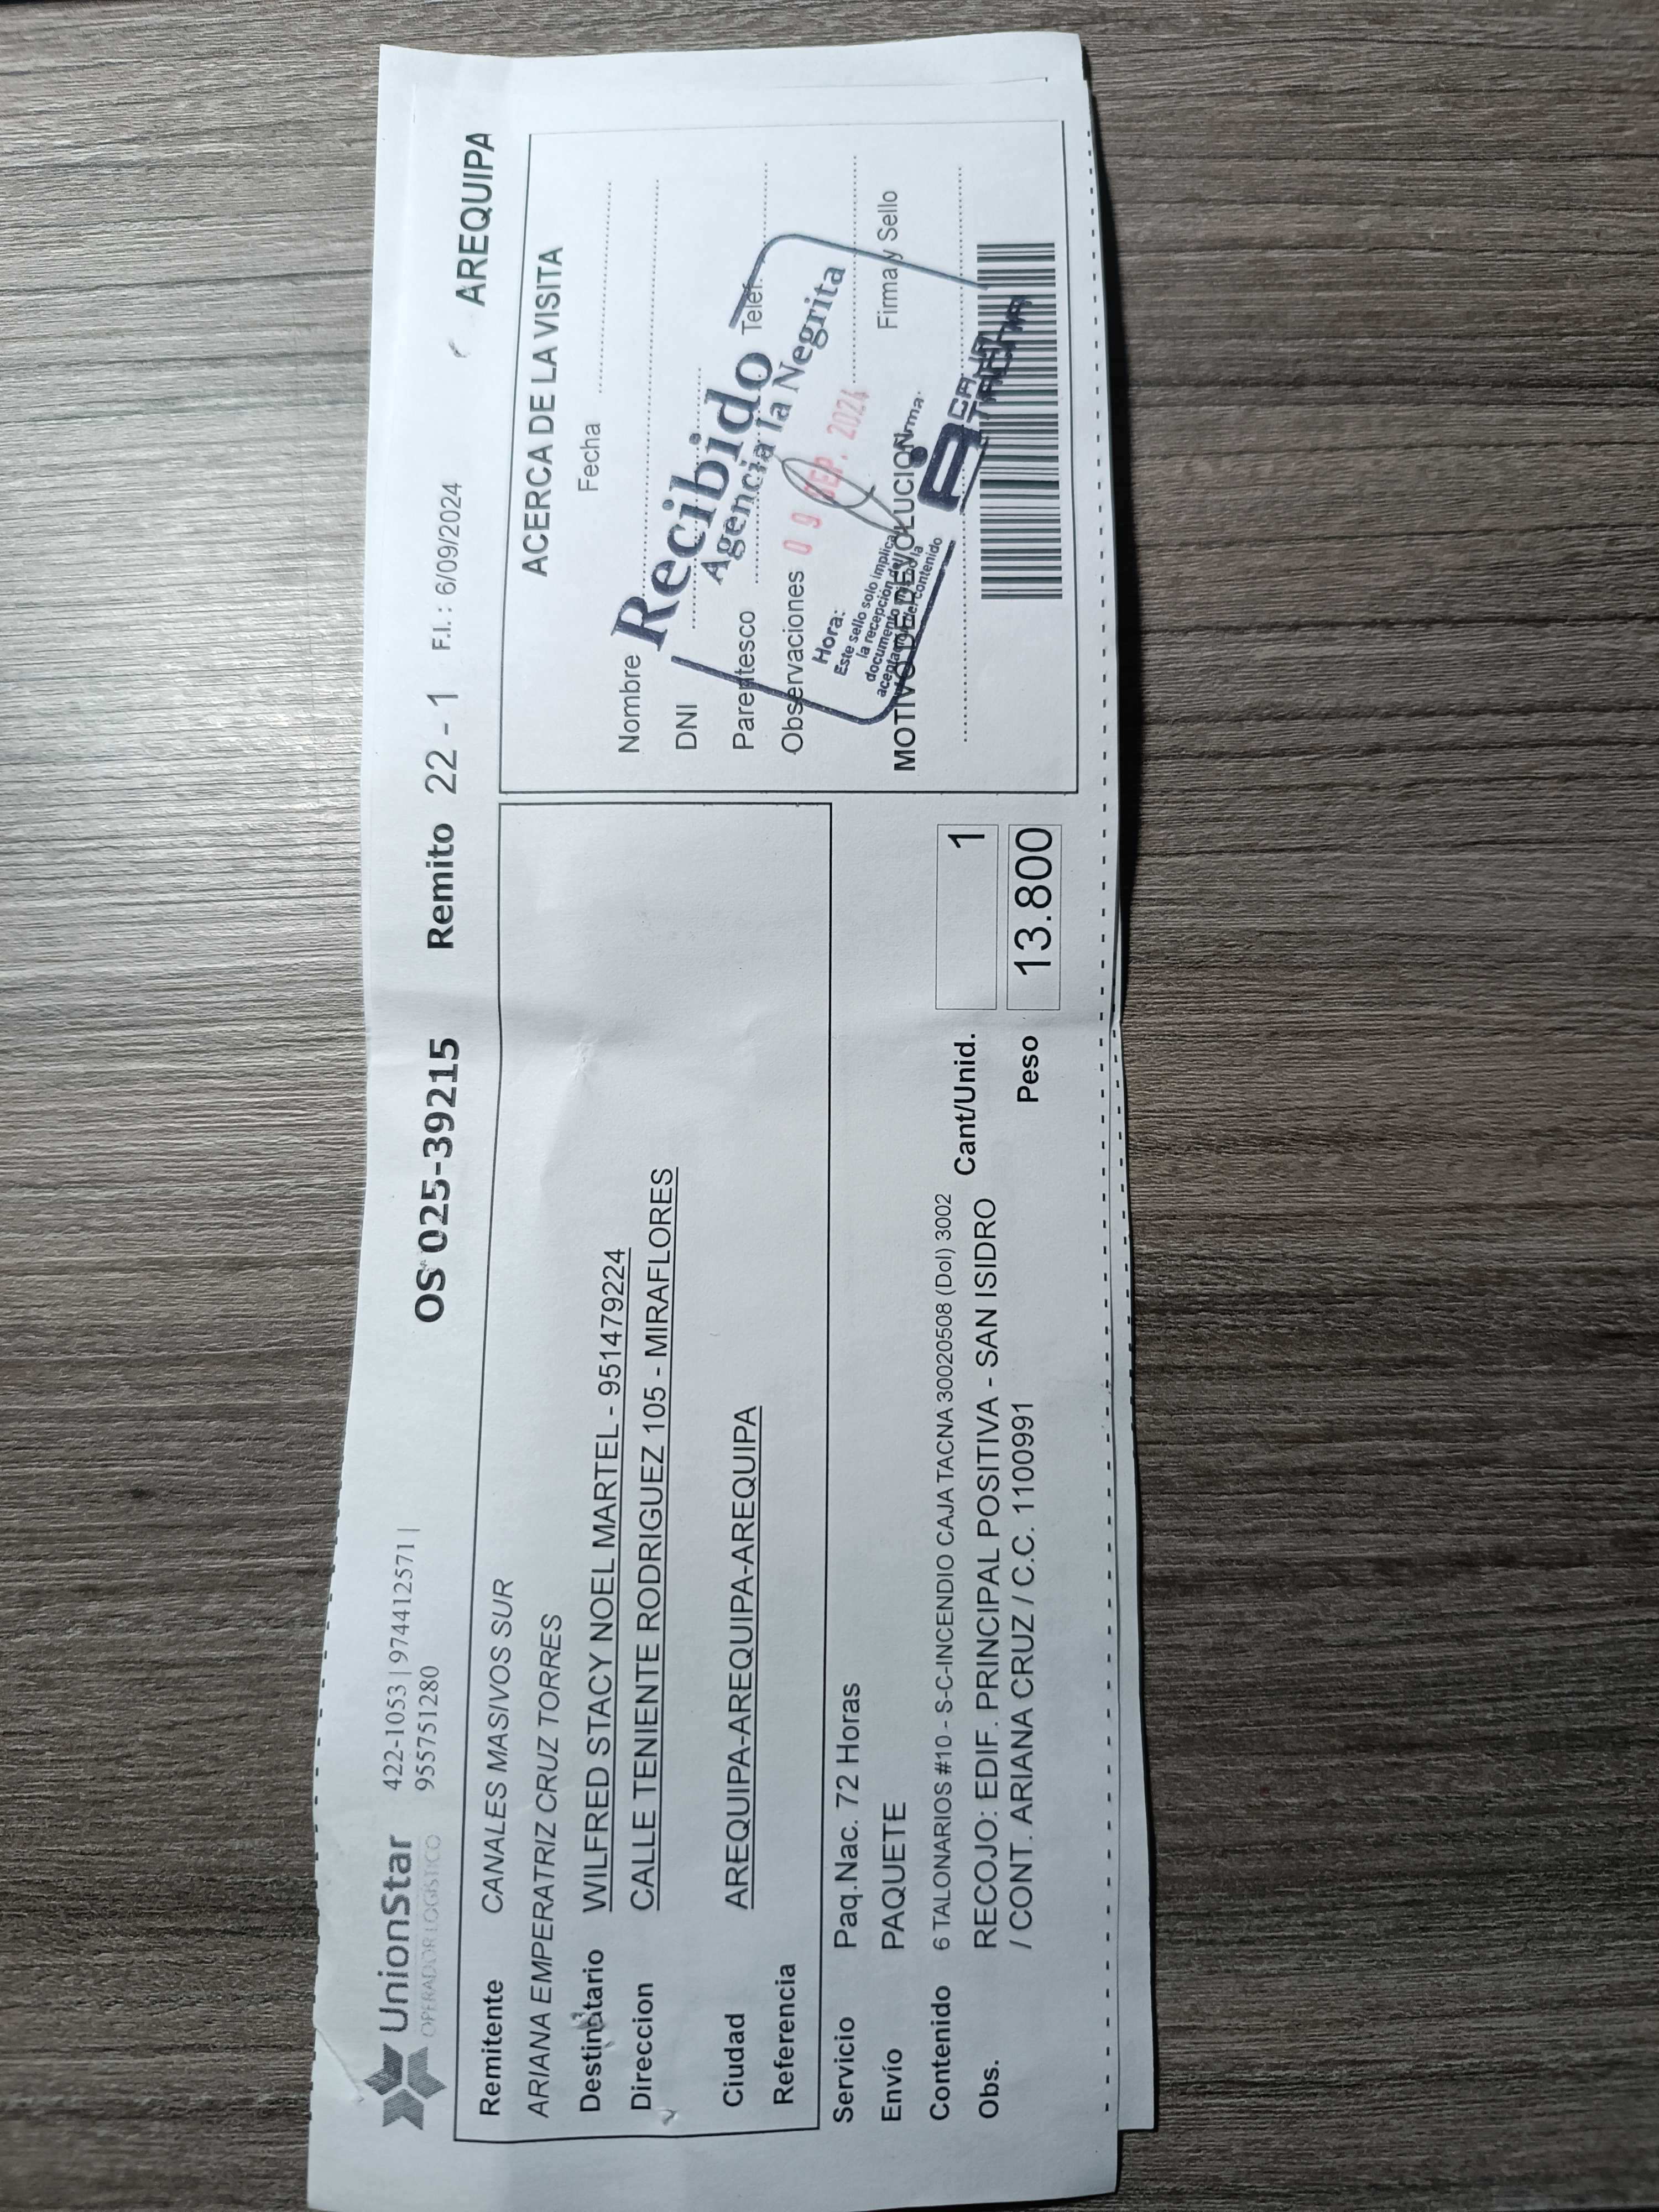 UnionStar
OPERADOR LOGISTICO
422-1053 | 974412571 |
955751280
OS 025-39215
Remito 22 - 1
F.I.: 6/09/2024
AREQUIPA
Remitente CANALES MASIVOS SUR
ARIANA EMPERATRIZ CRUZ TORRES
Destinatario WILFRED STACY NOEL MARTEL - 951479224
Direccion CALLE TENIENTE RODRIGUEZ 105 - MIRAFLORES
Ciudad AREQUIPA-AREQUIPA-AREQUIPA
Referencia
Servicio Paq.Nac. 72 Horas
Envío PAQUETE
Contenido 6 TALONARIOS #10 - S-C-INCENDIO CAJA TACNA 30020508 (Dol) 3002
Obs. RECOJO: EDIF. PRINCIPAL POSITIVA - SAN ISIDRO
/ CONT. ARIANA CRUZ / C.C. 1100991
Cant/Unid. 1
Peso 13.800
ACERCA DE LA VISITA
Fecha
Nombre
DNI
Parentesco Telef.
Observaciones
Firma y Sello
MOTIVO DE DEVOLUCION
Recibido
Agencia la Negrita
09 SEP. 2024
Hora:
Este sello solo implica
la recepción del
documento la
contenido
CAJA
TACNA